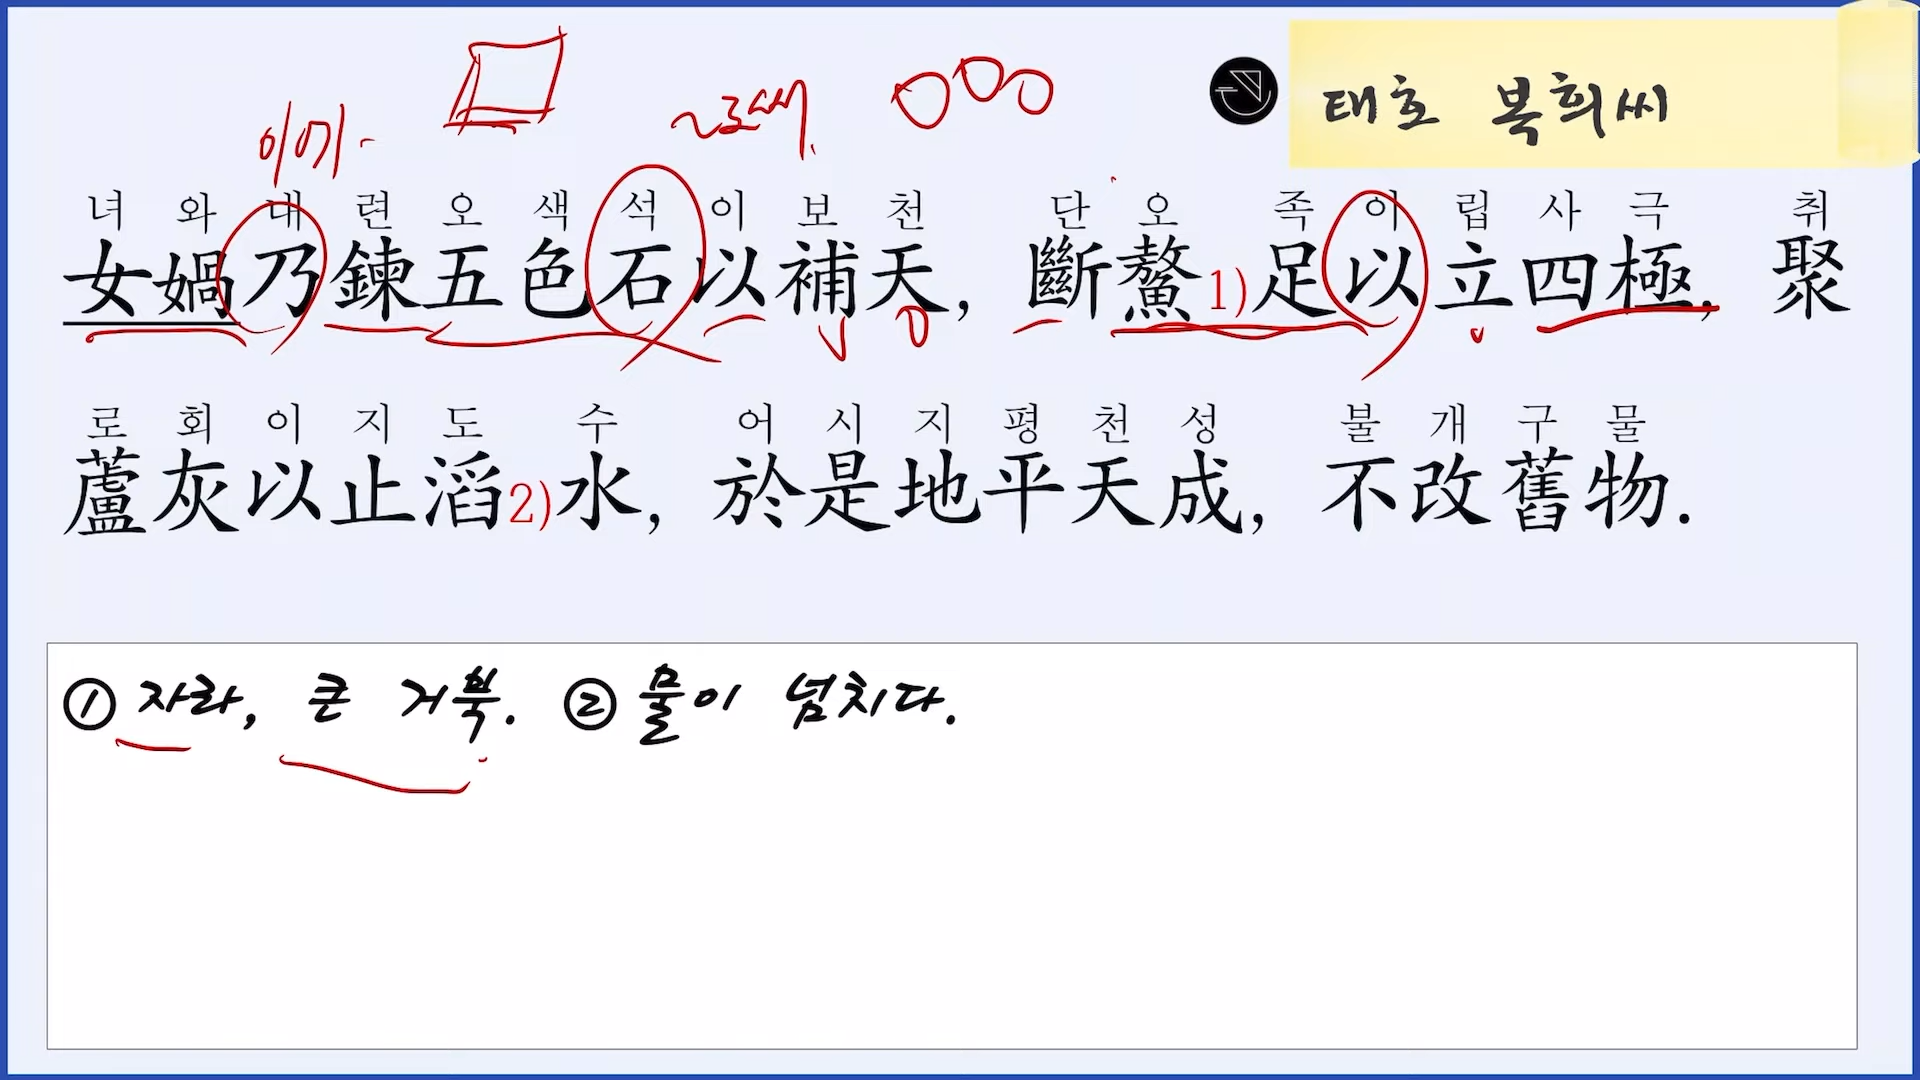 태호 복희씨
이에
로써
녀 와 내 련 오 색 석 이 보 천 단 오 족 이 립 사 극 취
女媧乃鍊五色石以補天, 斷鰲1)足以立四極, 聚
로 회 이 지 도 수 어 시 지 평 천 성 불 개 구 물
蘆灰以止滔2)水, 於是地平天成, 不改舊物.
① 자라, 큰 거북. ② 물이 넘치다.